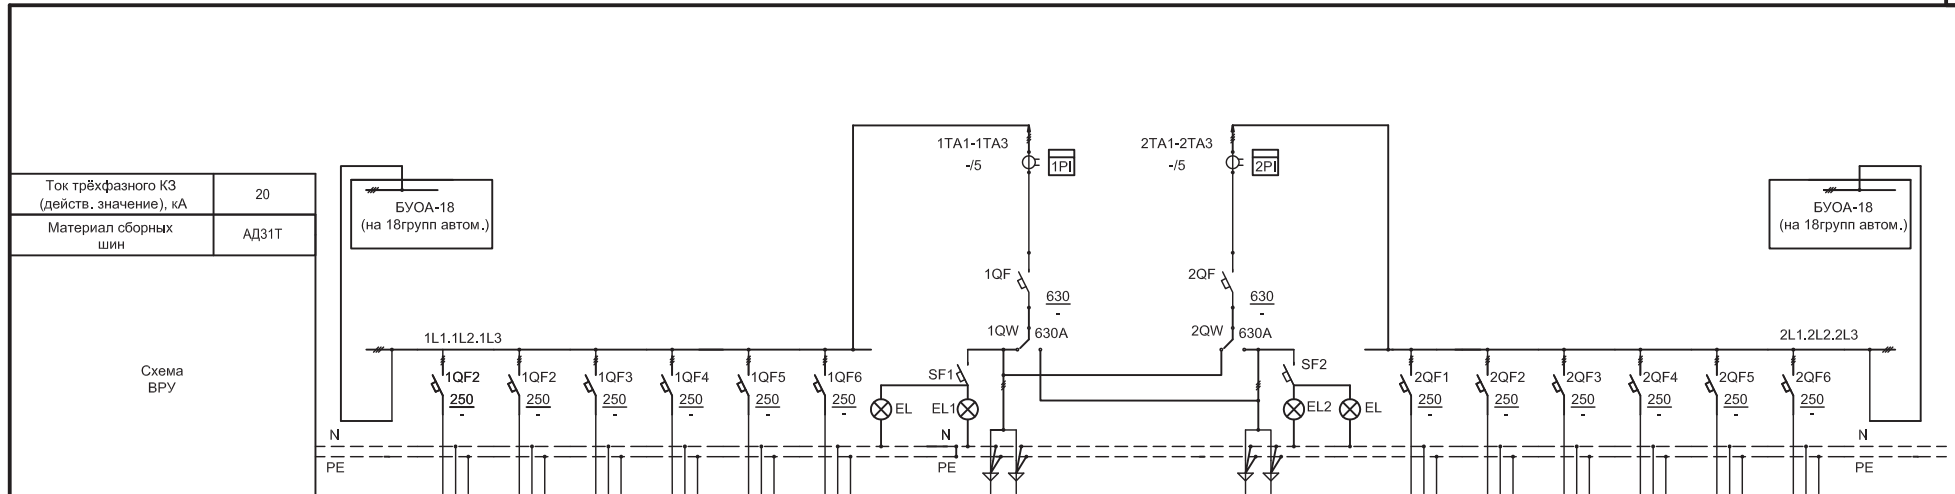 1TA1-1TA3
2TA1-2TA3
-/5
1PI
-/5
2PI
Ток трёхфазного КЗ
(действ. значение), кА
20
БУОА-18
(на 18групп автом.)
БУОА-18
(на 18групп автом.)
Материал сборных
шин
АД31Т
1QF
630
-
2QF
630
-
1QW
630А
2QW
630А
1L1.1L2.1L3
2L1.2L2.2L3
Схема
ВРУ
1QF2
250
-
1QF2
250
-
1QF3
250
-
1QF4
250
-
1QF5
250
-
1QF6
250
-
SF1
EL
EL1
SF2
EL2
EL
2QF1
250
-
2QF2
250
-
2QF3
250
-
2QF4
250
-
2QF5
250
-
2QF6
250
-
N
N
N
PE
PE
PE